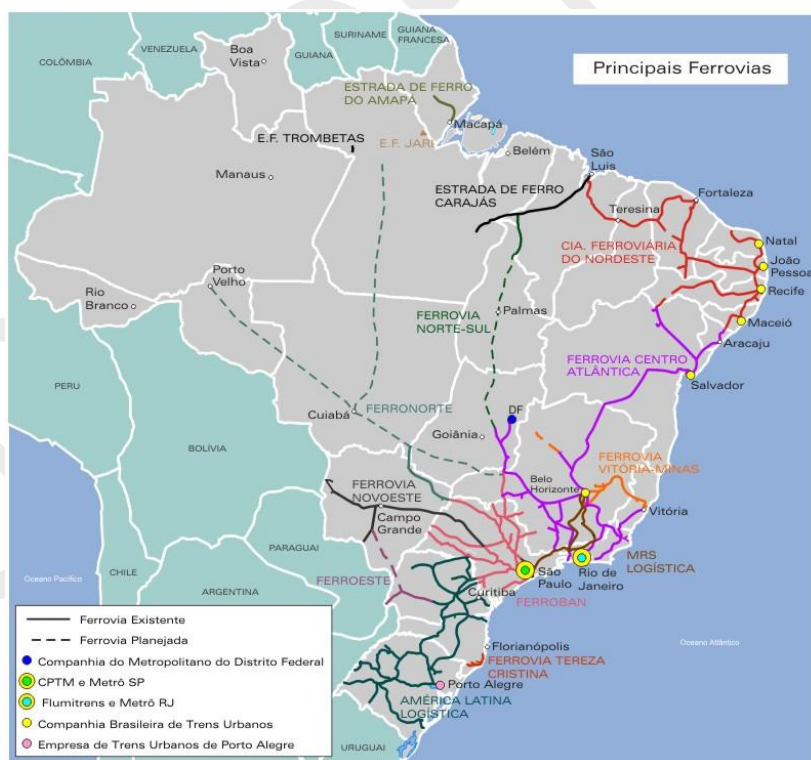 Principais Ferrovias
COLÔMBIA
VENEZUELA
GUIANA
SURINAME
GUIANA
FRANCESA
Boa
Vista
ESTRADA DE FERRO
DO AMAPÁ
Macapá
E.F. TROMBETAS
E.F. JARI
Belém
São
Luis
Manaus
ESTRADA DE FERRO
CARAJÁS
Teresina
Fortaleza
CIA. FERROVIÁRIA
DO NORDESTE
Natal
João
Pessoa
Recife
Porto
Velho
Rio
Branco
FERROVIA
NORTE-SUL
Palmas
Maceió
Aracaju
FERROVIA CENTRO
ATLÂNTICA
Salvador
PERU
Cuiabá
FERRONORTE
Goiânia
DF
BOLÍVIA
FERROVIA
NOVOESTE
Campo
Grande
Belo
Horizonte
FERROVIA
VITÓRIA-MINAS
Vitória
MRS
LOGÍSTICA
PARAGUAI
FERROESTE
São
Paulo
Rio de
Janeiro
Curitiba
FERROBAN
Oceano Pacífico
CHILE
ARGENTINA
Florianópolis
FERROVIA TEREZA
CRISTINA
Oceano Atlântico
Porto Alegre
AMÉRICA LATINA
LOGÍSTICA
URUGUAI
Ferrovia Existente
Ferrovia Planejada
Companhia do Metropolitano do Distrito Federal
CPTM e Metrô SP
Flumitrens e Metrô RJ
Companhia Brasileira de Trens Urbanos
Empresa de Trens Urbanos de Porto Alegre